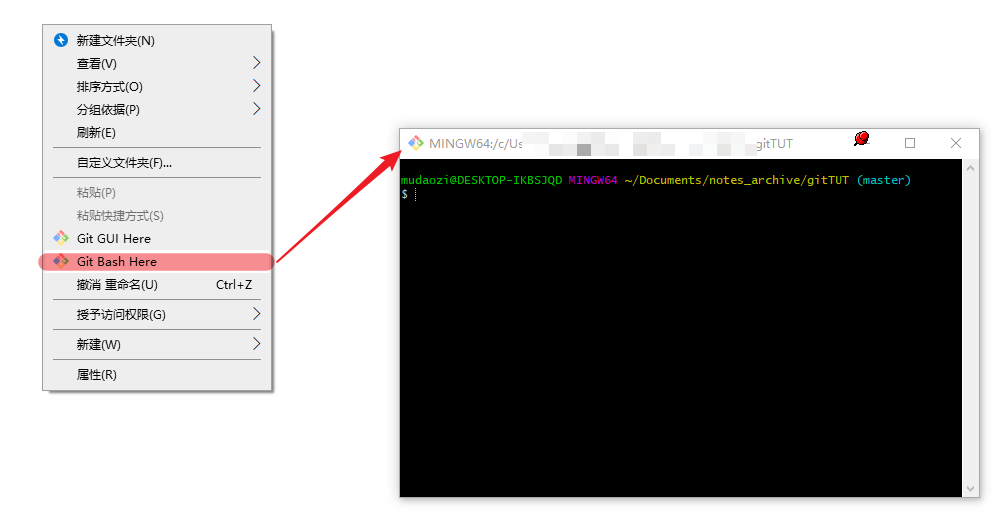 新建文件夹(N)
查看(V)
排序方式(O)
分组依据(P)
刷新(E)
自定义文件夹(F)...
粘贴(P)
粘贴快捷方式(S)
Git GUI Here
Git Bash Here
撤消 重命名(U) Ctrl+Z
授予访问权限(G)
新建(W)
属性(R)
MINGW64:/c/Us gitTUT
mudaozi@DESKTOP-IKBSJQD MINGW64 ~/Documents/notes_archive/gitTUT (master)
$